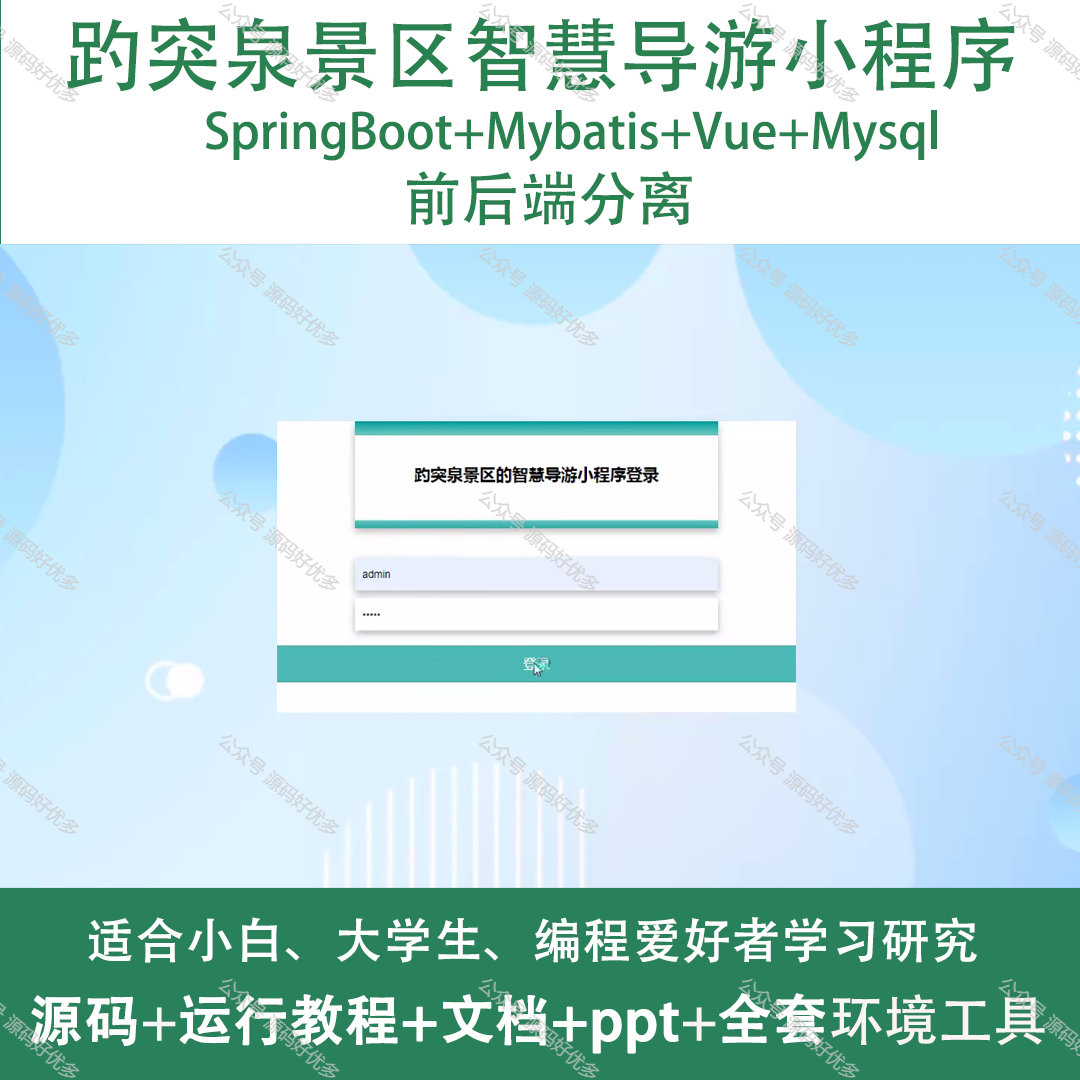 趵突泉景区智慧导游小程序
SpringBoot+Mybatis+Vue+Mysql
前后端分离
趵突泉景区的智慧导游小程序登录
admin
•••••
登录
适合小白、大学生、编程爱好者学习研究
源码+运行教程+文档+ppt+全套环境工具
公众号 源码好优多